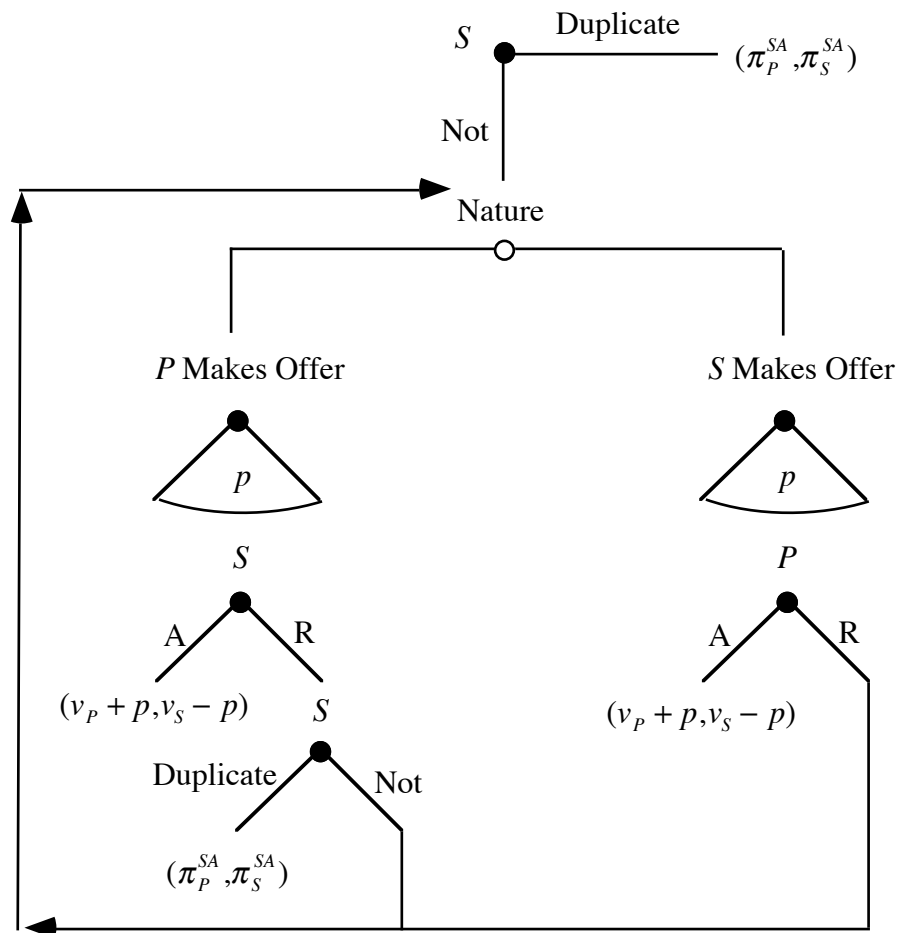 S Duplicate
(π_P^{SA}, π_S^{SA})
Not
Nature
P Makes Offer S Makes Offer
p p
S P
A R A R
(v_P + p, v_S − p) S (v_P + p, v_S − p)
Duplicate Not
(π_P^{SA}, π_S^{SA})